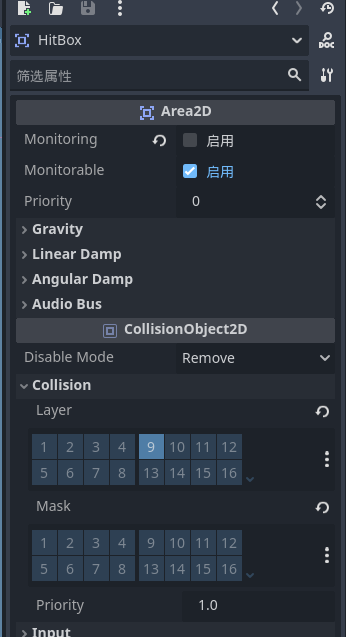 HitBox
DOC
筛选属性
Area2D
Monitoring 启用
Monitorable 启用
Priority 0
Gravity
Linear Damp
Angular Damp
Audio Bus
CollisionObject2D
Disable Mode Remove
Collision
Layer
1 2 3 4 9 10 11 12
5 6 7 8 13 14 15 16
Mask
1 2 3 4 9 10 11 12
5 6 7 8 13 14 15 16
Priority 1.0
Input